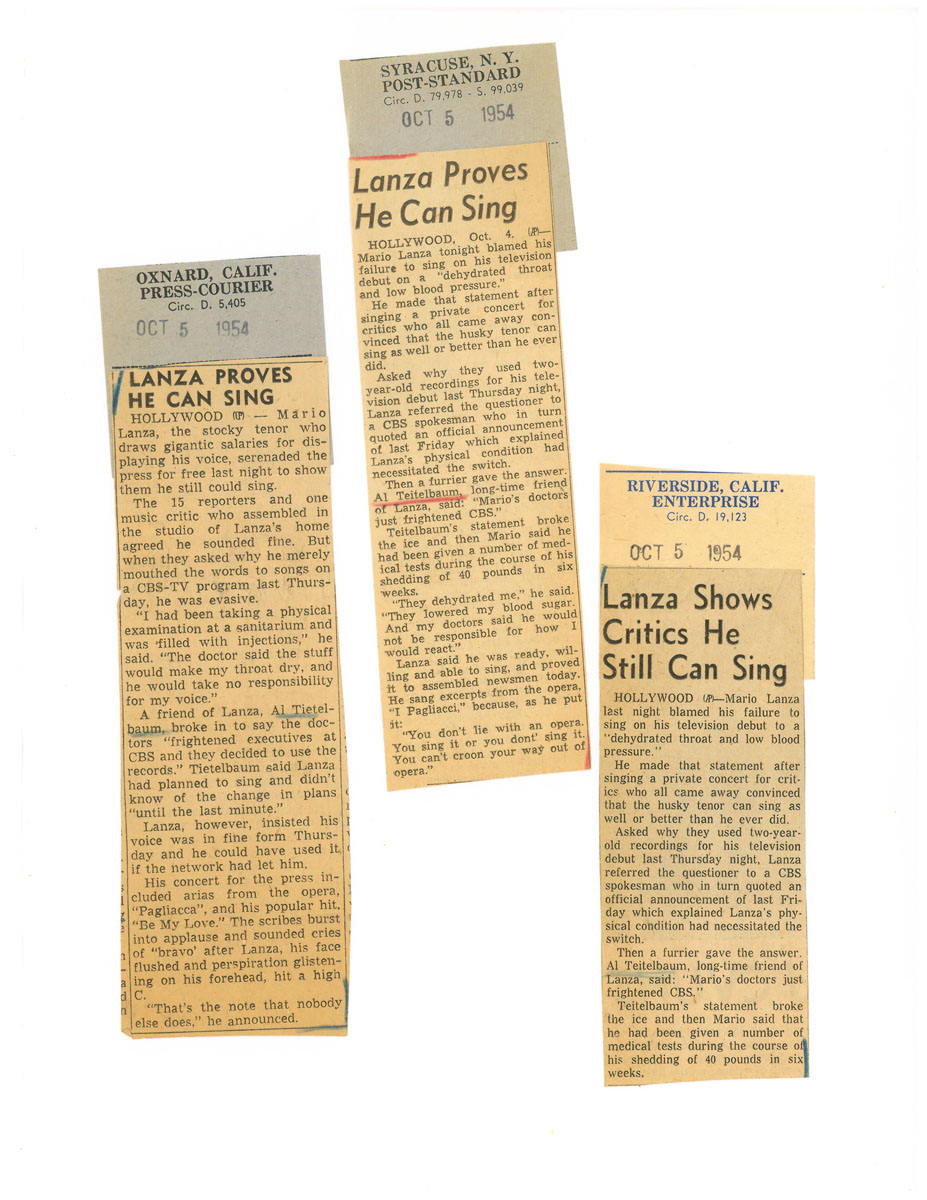 OXNARD, CALIF.
PRESS-COURIER
Circ. D. 5,405
OCT 5 1954
LANZA PROVES
HE CAN SING
HOLLYWOOD (UP) — Mario
Lanza, the stocky tenor who
draws gigantic salaries for dis-
playing his voice, serenaded the
press for free last night to show
them he still could sing.
The 15 reporters and one
music critic who assembled in
the studio of Lanza's home
agreed he sounded fine. But
when they asked why he merely
mouthed the words to songs on
a CBS-TV program last Thurs-
day, he was evasive.
"I had been taking a physical
examination at a sanitarium and
was filled with injections," he
said. "The doctor said the stuff
would make my throat dry, and
he would take no responsibility
for my voice."
A friend of Lanza, Al Tietel-
baum, broke in to say the doc-
tors "frightened executives at
CBS and they decided to use the
records." Tietelbaum said Lanza
had planned to sing and didn't
know of the change in plans
"until the last minute."
Lanza, however, insisted his
voice was in fine form Thurs-
day and he could have used it
if the network had let him.
His concert for the press in-
cluded arias from the opera,
"Pagliacca", and his popular hit,
"Be My Love." The scribes burst
into applause and sounded cries
of "bravo' after Lanza, his face
flushed and perspiration glisten-
ing on his forehead, hit a high
C.
"That's the note that nobody
else does," he announced.
SYRACUSE, N. Y.
POST-STANDARD
Circ. D. 79,978 - S. 99,039
OCT 5 1954
Lanza Proves
He Can Sing
HOLLYWOOD, Oct. 4. (AP)—
Mario Lanza tonight blamed his
failure to sing on his television
debut on a "dehydrated throat
and low blood pressure."
He made that statement after
singing a private concert for
critics who all came away con-
vinced that the husky tenor can
sing as well or better than he ever
did.
Asked why they used two-
year-old recordings for his tele-
vision debut last Thursday night,
Lanza referred the questioner to
a CBS spokesman who in turn
quoted an official announcement
of last Friday which explained
Lanza's physical condition had
necessitated the switch.
Then a furrier gave the answer.
Al Teitelbaum, long-time friend
of Lanza, said: "Mario's doctors
just frightened CBS."
Teitelbaum's statement broke
the ice and then Mario said he
had been given a number of med-
ical tests during the course of his
shedding of 40 pounds in six
weeks.
"They dehydrated me," he said.
"They lowered my blood sugar.
And my doctors said he would
not be responsible for how I
would react."
Lanza said he was ready, wil-
ling and able to sing, and proved
it to assembled newsmen today.
He sang excerpts from the opera,
"I Pagliacci," because, as he put
it:
"You don't lie with an opera.
You sing it or you dont' sing it.
You can't croon your way out of
opera."
RIVERSIDE, CALIF.
ENTERPRISE
Circ. D. 19,123
OCT 5 1954
Lanza Shows
Critics He
Still Can Sing
HOLLYWOOD (AP)—Mario Lanza
last night blamed his failure to
sing on his television debut to a
"dehydrated throat and low blood
pressure."
He made that statement after
singing a private concert for crit-
ics who all came away convinced
that the husky tenor can sing as
well or better than he ever did.
Asked why they used two-year-
old recordings for his television
debut last Thursday night, Lanza
referred the questioner to a CBS
spokesman who in turn quoted an
official announcement of last Fri-
day which explained Lanza's phy-
sical condition had necessitated the
switch.
Then a furrier gave the answer.
Al Teitelbaum, long-time friend of
Lanza, said: "Mario's doctors just
frightened CBS."
Teitelbaum's statement broke
the ice and then Mario said that
he had been given a number of
medical tests during the course of
his shedding of 40 pounds in six
weeks.